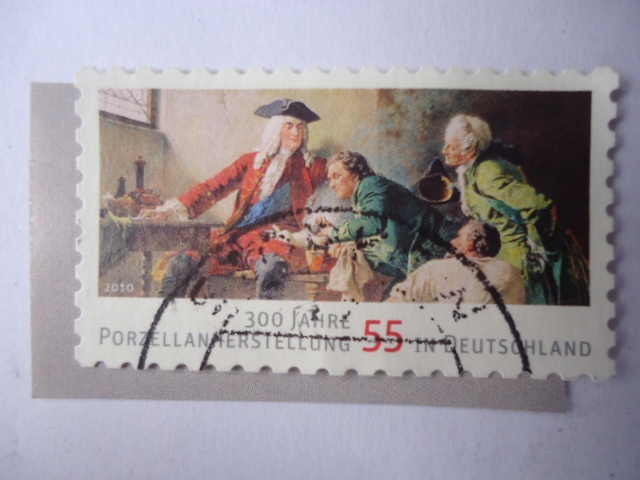 2010
300 JAHRE
PORZELLANHERSTELLUNG 55 IN DEUTSCHLAND